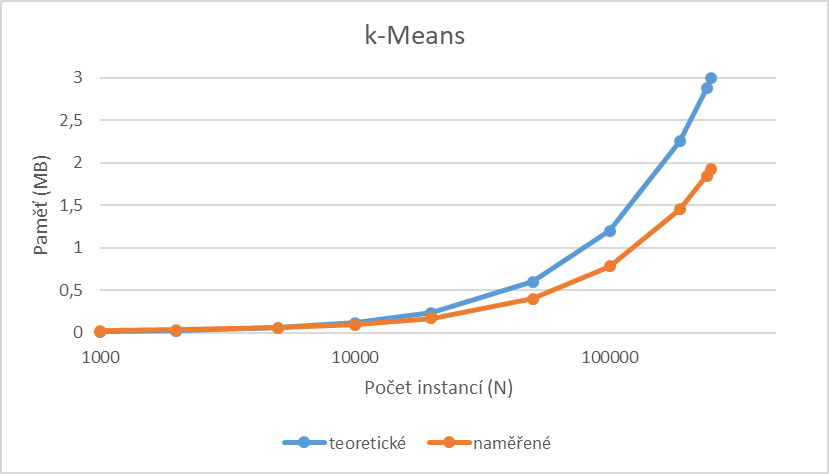 k-Means
3
2,5
2
1,5
1
0,5
0
Paměť (MB)
1000 10000 100000
Počet instancí (N)
teoretické naměřené